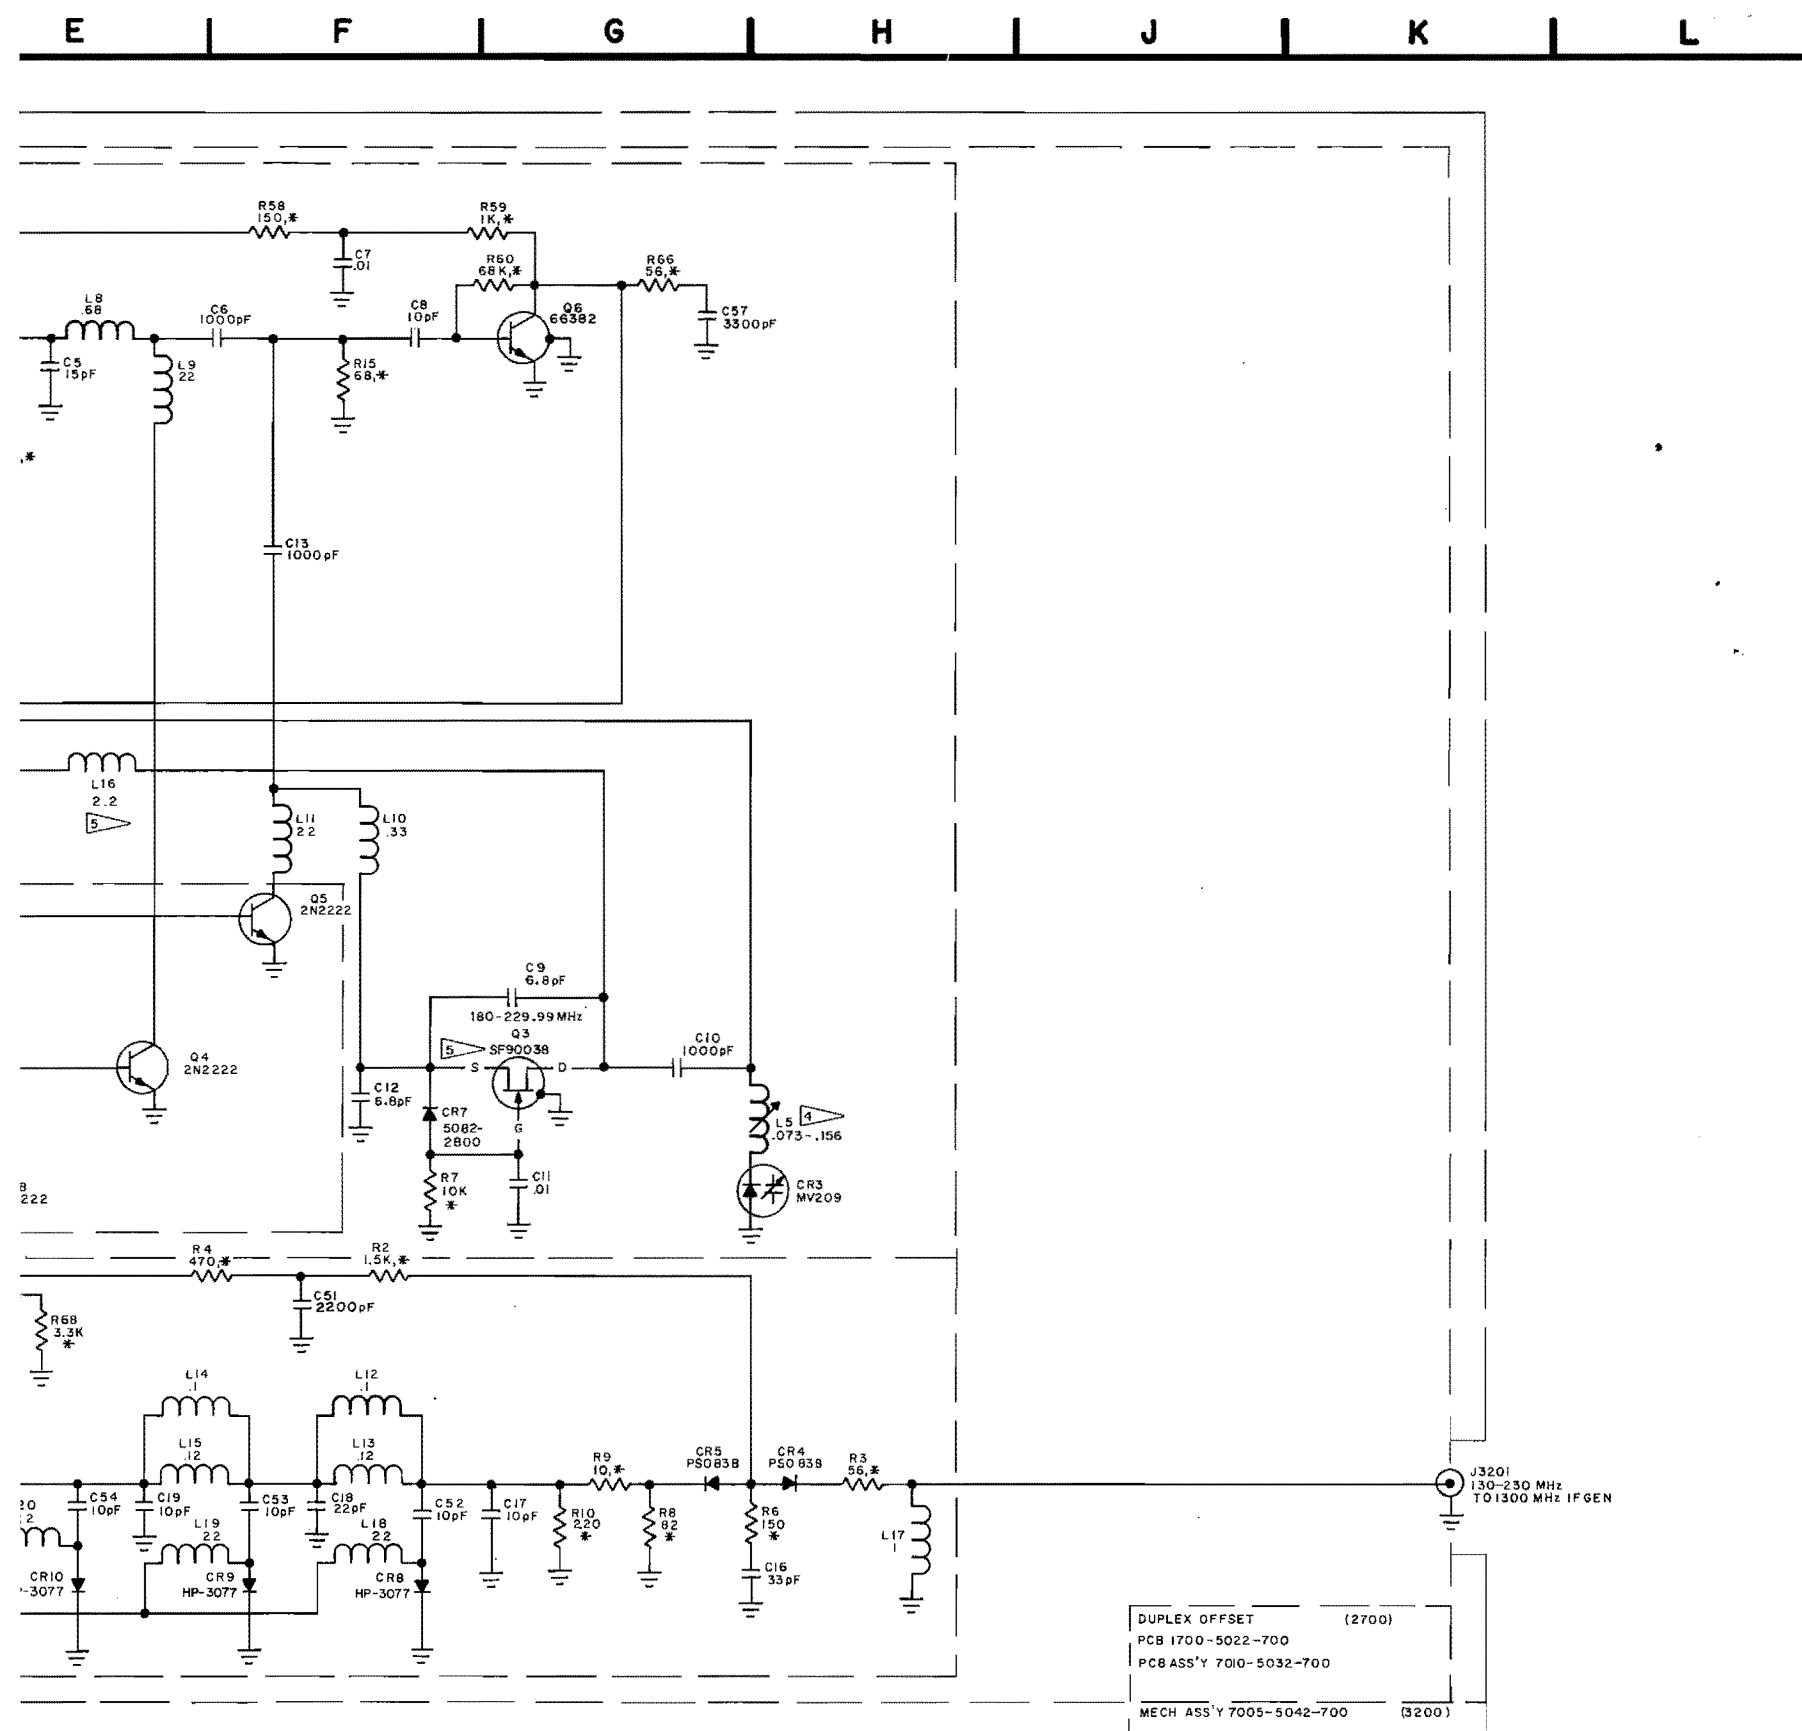 E F G H J K L
R58
150,*
R59
1K,*
C7
.01
R60
68K,*
R66
56,*
L8
.68
C6
1000pF
C8
10pF
Q6
66382
C57
3300pF
C5
15pF
L9
22
R15
68,*
,*
C13
1000pF
L16
2.2
5
L11
22
L10
.33
Q5
2N2222
C9
6.8pF
180-229.99MHz
Q3
5
SF90038
S
D
G
C10
1000pF
Q4
2N2222
C12
6.8pF
CR7
5082-
2800
L5
4
.073-.156
R7
10K
*
C11
.01
CR3
MV209
8
222
R4
470,*
R2
1.5K,*
C51
2200pF
R68
3.3K
*
L14
.1
L12
.1
L15
.12
L13
.12
R9
10,*
CR5
PS0838
CR4
PS0838
R3
56,*
J3201
130-230 MHz
TO 1300 MHz IF GEN
20
12
C54
10pF
C19
10pF
C53
10pF
C18
22pF
C52
10pF
C17
10pF
R10
220
*
R8
82
*
R6
150
*
L17
1
L19
22
L18
22
C16
33pF
CR10
-3077
CR9
HP-3077
CR8
HP-3077
DUPLEX OFFSET (2700)
PCB 1700-5022-700
PCB ASS'Y 7010-5032-700
MECH ASS'Y 7005-5042-700 (3200)